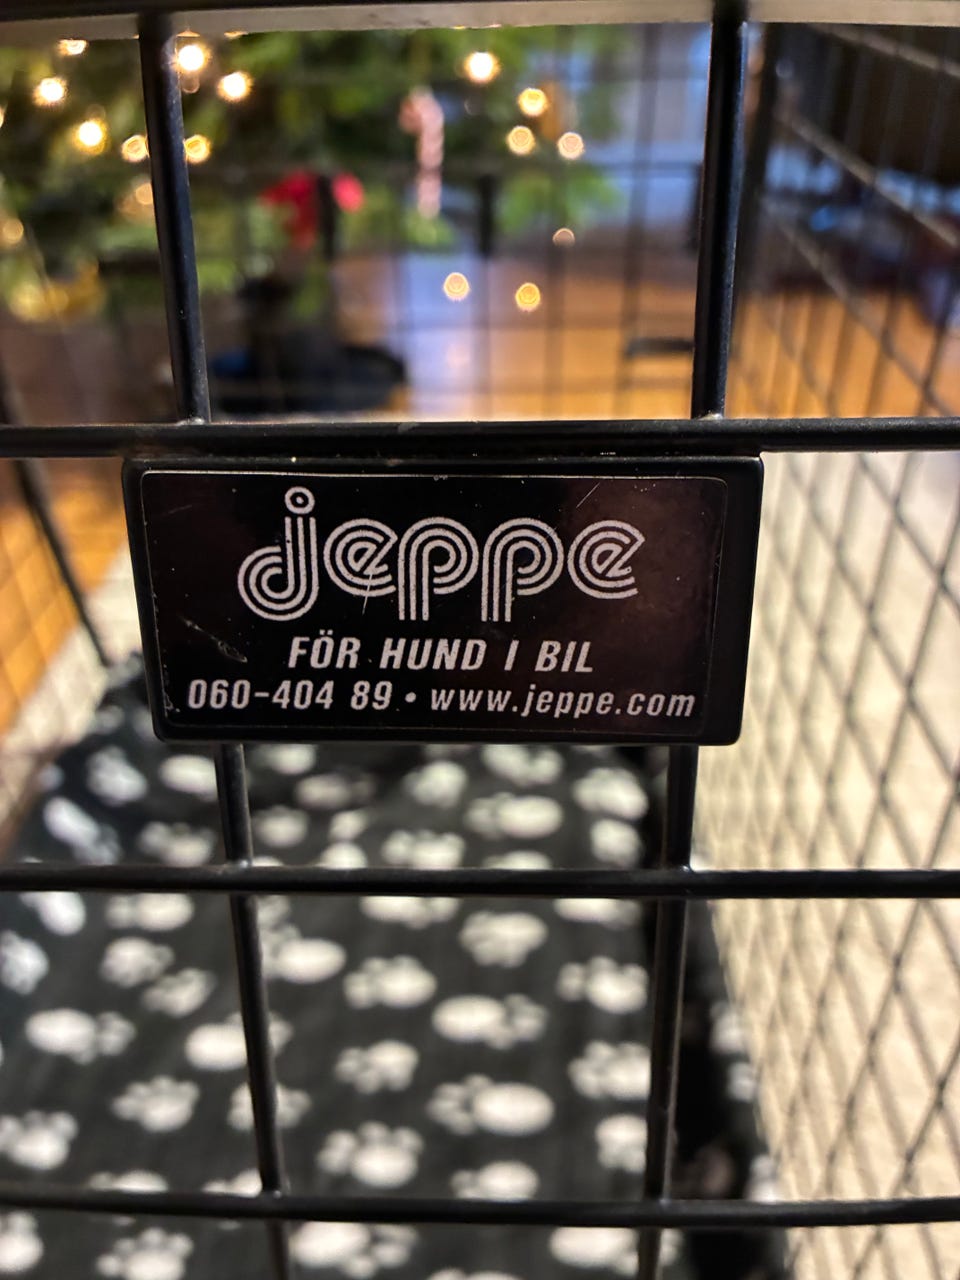 jeppe
FÖR HUND I BIL
060-404 89 • www.jeppe.com